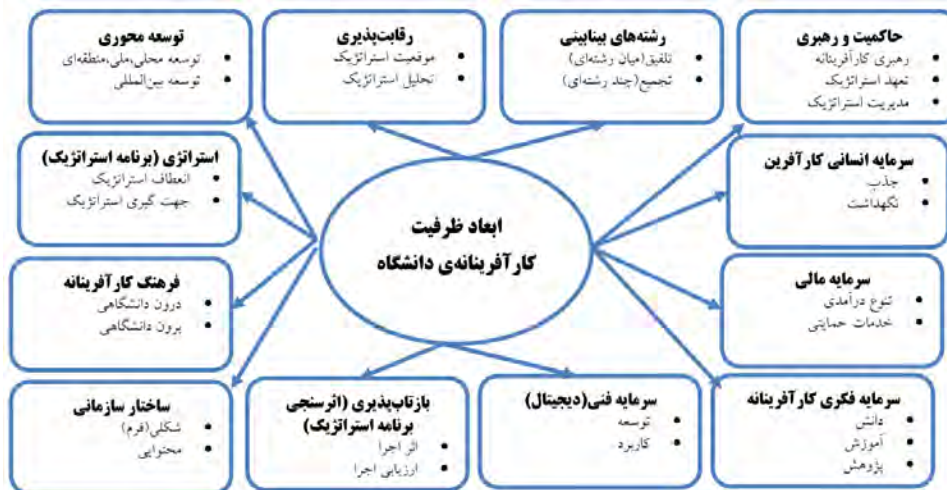 حاکمیت و رهبری
رهبری کارآفرینانه
تعهد استراتژیک
مدیریت استراتژیک
رشته‌های بینابینی
تلفیق(میان رشته‌ای)
تجمیع(چند رشته‌ای)
رقابت‌پذیری
موقعیت استراتژیک
تحلیل استراتژیک
توسعه محوری
توسعه محلی،ملی،منطقه‌ای
توسعه بین‌المللی
سرمایه انسانی کارآفرین
جذب
نگهداشت
استراتژی (برنامه استراتژیک)
انعطاف استراتژیک
جهت گیری استراتژیک
ابعاد ظرفیت
کارآفرینانه‌ی دانشگاه
سرمایه مالی
تنوع درآمدی
خدمات حمایتی
فرهنگ کارآفرینانه
درون دانشگاهی
برون دانشگاهی
سرمایه فکری کارآفرینانه
دانش
آموزش
پژوهش
سرمایه فنی(دیجیتال)
توسعه
کاربرد
بازتاب‌پذیری (اثرسنجی
برنامه استراتژیک)
اثر اجرا
ارزیابی اجرا
ساختار سازمانی
شکلی(فرم)
محتوایی